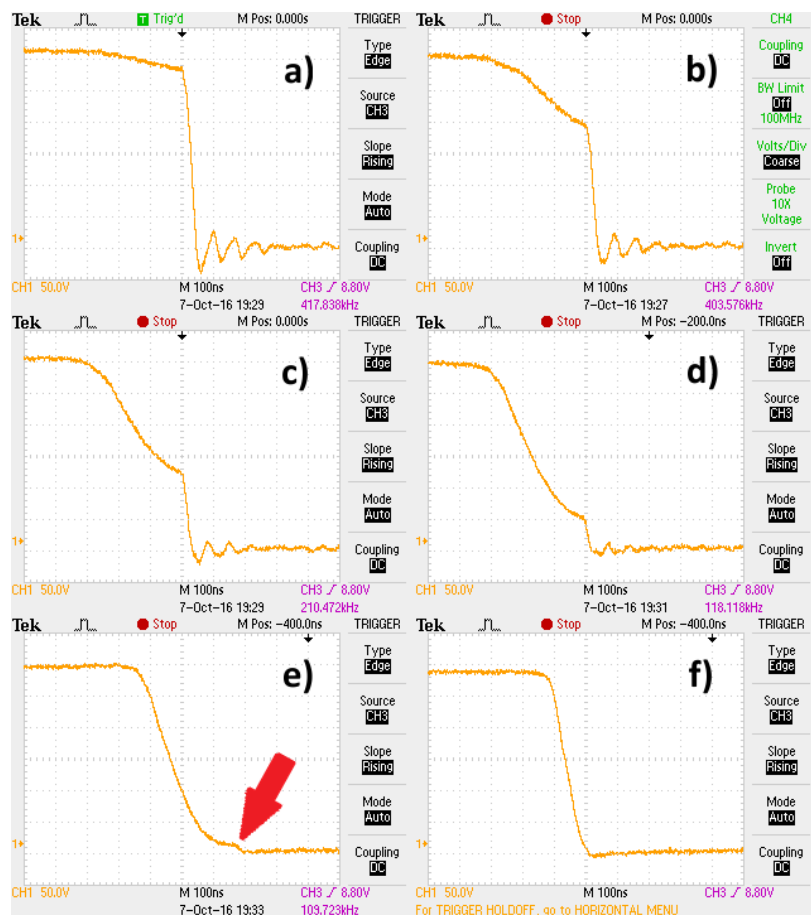 Tek T Trig'd M Pos: 0.000s TRIGGER
a)
Type
Edge
Source
CH3
Slope
Rising
Mode
Auto
Coupling
DC
1
CH1 50.0V M 100ns CH3 8.80V
7-Oct-16 19:29 417.838kHz
Tek Stop M Pos: 0.000s CH4
b)
Coupling
DC
BW Limit
Off
100MHz
Volts/Div
Coarse
Probe
10X
Voltage
Invert
Off
1
CH1 50.0V M 100ns CH3 8.80V
7-Oct-16 19:27 403.576kHz
Tek Stop M Pos: 0.000s TRIGGER
c)
Type
Edge
Source
CH3
Slope
Rising
Mode
Auto
Coupling
DC
1
CH1 50.0V M 100ns CH3 8.80V
7-Oct-16 19:29 210.472kHz
Tek Stop M Pos: -200.0ns TRIGGER
d)
Type
Edge
Source
CH3
Slope
Rising
Mode
Auto
Coupling
DC
1
CH1 50.0V M 100ns CH3 8.80V
7-Oct-16 19:31 118.118kHz
Tek Stop M Pos: -400.0ns TRIGGER
e)
Type
Edge
Source
CH3
Slope
Rising
Mode
Auto
Coupling
DC
1
CH1 50.0V M 100ns CH3 8.80V
7-Oct-16 19:33 109.723kHz
Tek Stop M Pos: -400.0ns TRIGGER
f)
Type
Edge
Source
CH3
Slope
Rising
Mode
Auto
Coupling
DC
1
CH1 50.0V M 100ns CH3 8.80V
For TRIGGER HOLDOFF, go to HORIZONTAL MENU